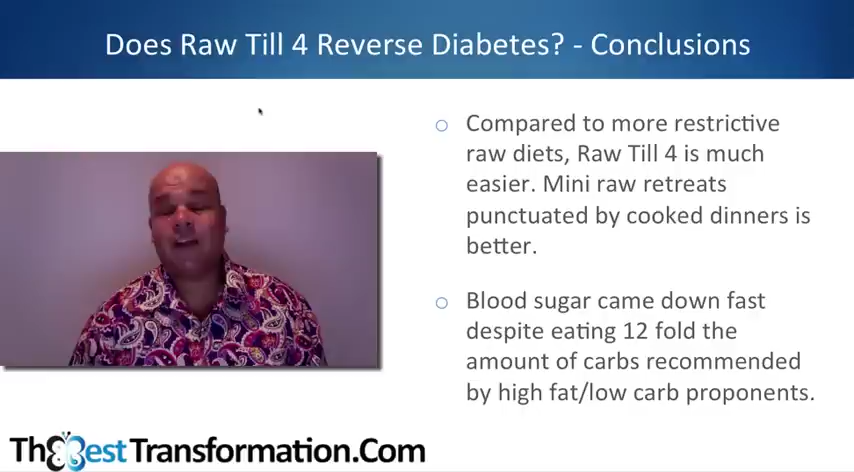 Does Raw Till 4 Reverse Diabetes? - Conclusions
Compared to more restrictive
raw diets, Raw Till 4 is much
easier. Mini raw retreats
punctuated by cooked dinners is
better.
Blood sugar came down fast
despite eating 12 fold the
amount of carbs recommended
by high fat/low carb proponents.
TheBestTransformation.Com